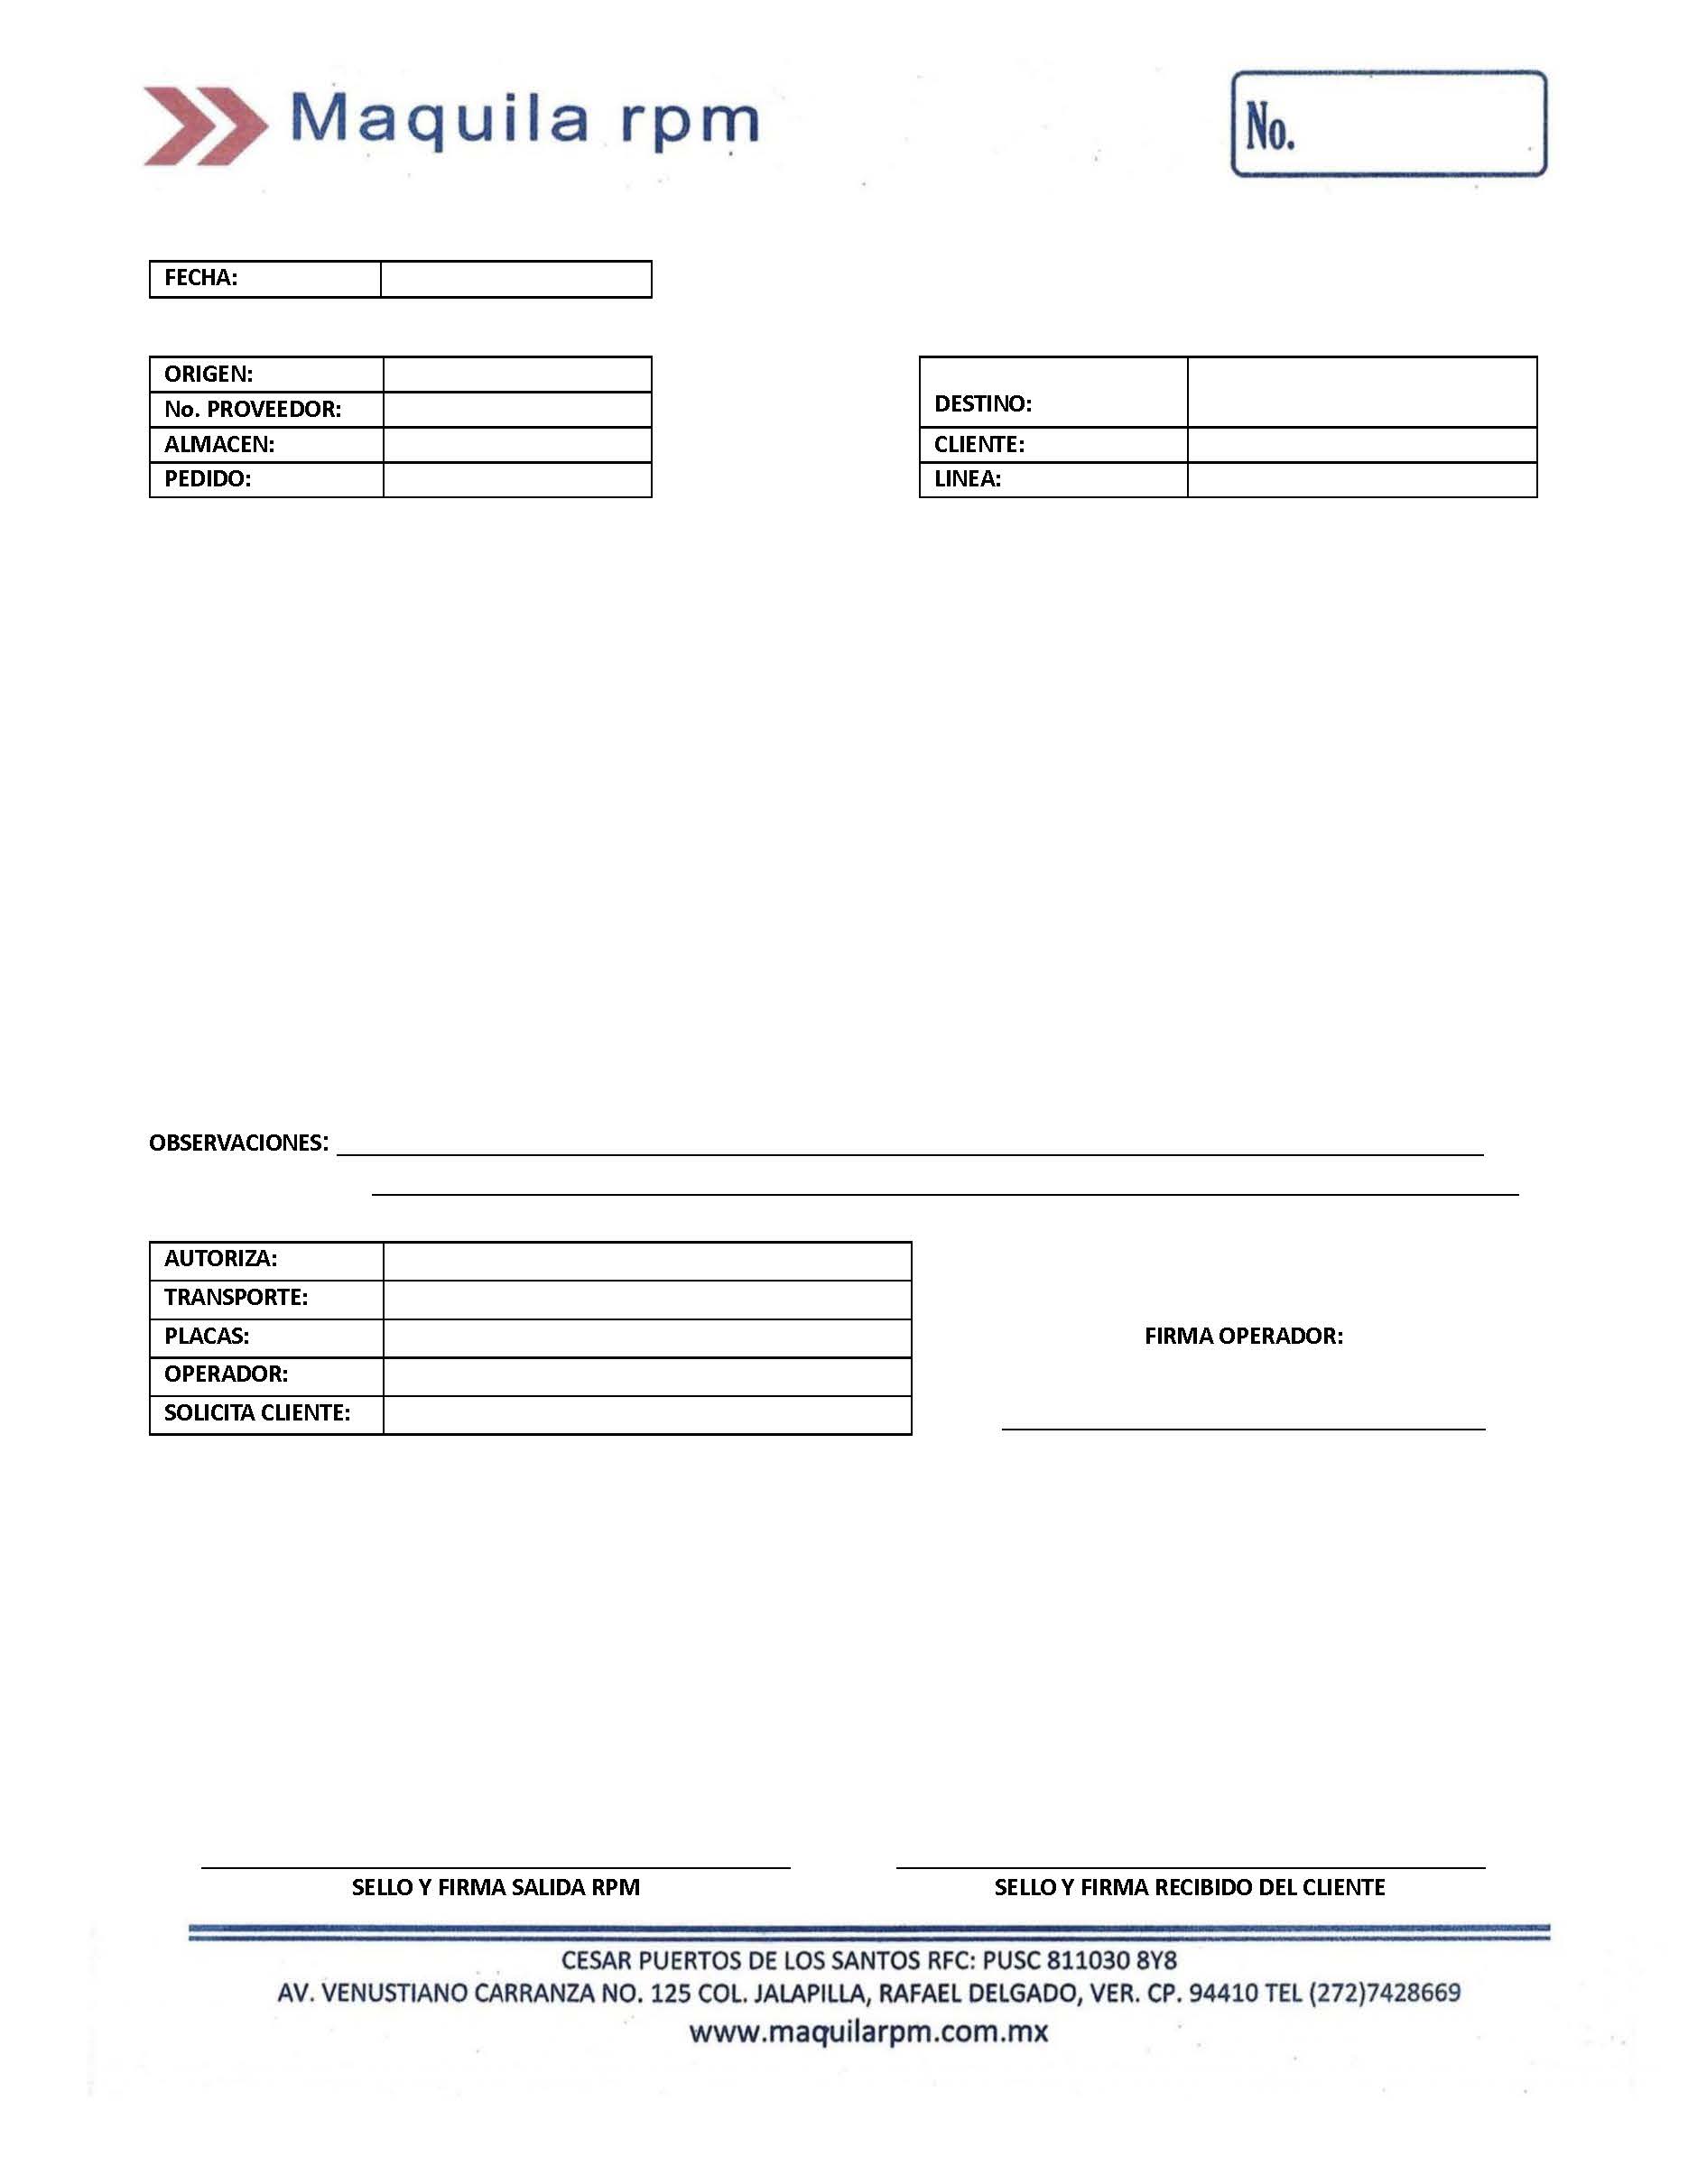 Maquila rpm
No.
FECHA:
ORIGEN:
No. PROVEEDOR:
ALMACEN:
PEDIDO:
DESTINO:
CLIENTE:
LINEA:
OBSERVACIONES:
AUTORIZA:
TRANSPORTE:
PLACAS:
OPERADOR:
SOLICITA CLIENTE:
FIRMA OPERADOR:
SELLO Y FIRMA SALIDA RPM
SELLO Y FIRMA RECIBIDO DEL CLIENTE
CESAR PUERTOS DE LOS SANTOS RFC: PUSC 811030 8Y8
AV. VENUSTIANO CARRANZA NO. 125 COL. JALAPILLA, RAFAEL DELGADO, VER. CP. 94410 TEL (272)7428669
www.maquilarpm.com.mx